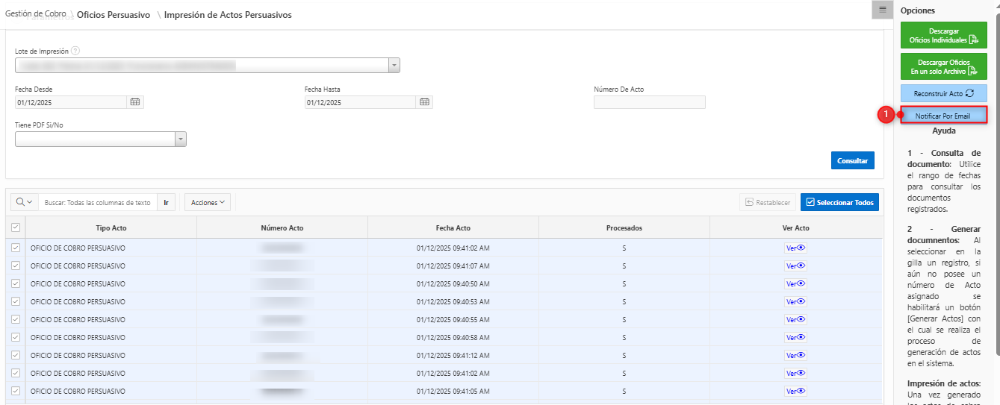 Gestión de Cobro \ Oficios Persuasivo \ Impresión de Actos Persuasivos
Parámetros
Lote de Impresión ?
Fecha Desde
Fecha Hasta
Número De Acto
01/12/2025
01/12/2025
Tiene PDF Si/No
Consultar
Buscar: Todas las columnas de texto
Ir
Acciones
Restablecer
Seleccionar Todos
Tipo Acto Número Acto Fecha Acto Procesados Ver Acto
OFICIO DE COBRO PERSUASIVO 01/12/2025 09:41:02 AM S Ver
OFICIO DE COBRO PERSUASIVO 01/12/2025 09:41:07 AM S Ver
OFICIO DE COBRO PERSUASIVO 01/12/2025 09:40:50 AM S Ver
OFICIO DE COBRO PERSUASIVO 01/12/2025 09:40:53 AM S Ver
OFICIO DE COBRO PERSUASIVO 01/12/2025 09:40:55 AM S Ver
OFICIO DE COBRO PERSUASIVO 01/12/2025 09:40:58 AM S Ver
OFICIO DE COBRO PERSUASIVO 01/12/2025 09:41:12 AM S Ver
OFICIO DE COBRO PERSUASIVO 01/12/2025 09:41:02 AM S Ver
OFICIO DE COBRO PERSUASIVO 01/12/2025 09:41:05 AM S Ver
Opciones
Descargar
Oficios Individuales PDF
Descargar Oficios
En un solo Archivo PDF
Reconstruir Acto
1
Notificar Por Email
Ayuda
1 - Consulta de
documento: Utilice
el rango de fechas
para consultar los
documentos
registrados.
2 - Generar
documnentos: Al
seleccionar en la
gilla un registro, si
aún no posee un
número de Acto
asignado se
habilitará un botón
[Generar Actos] con
el cual se realiza el
proceso de
generación de actos
en el sistema.
Impresión de actos:
Una vez generado
los actos de cobro